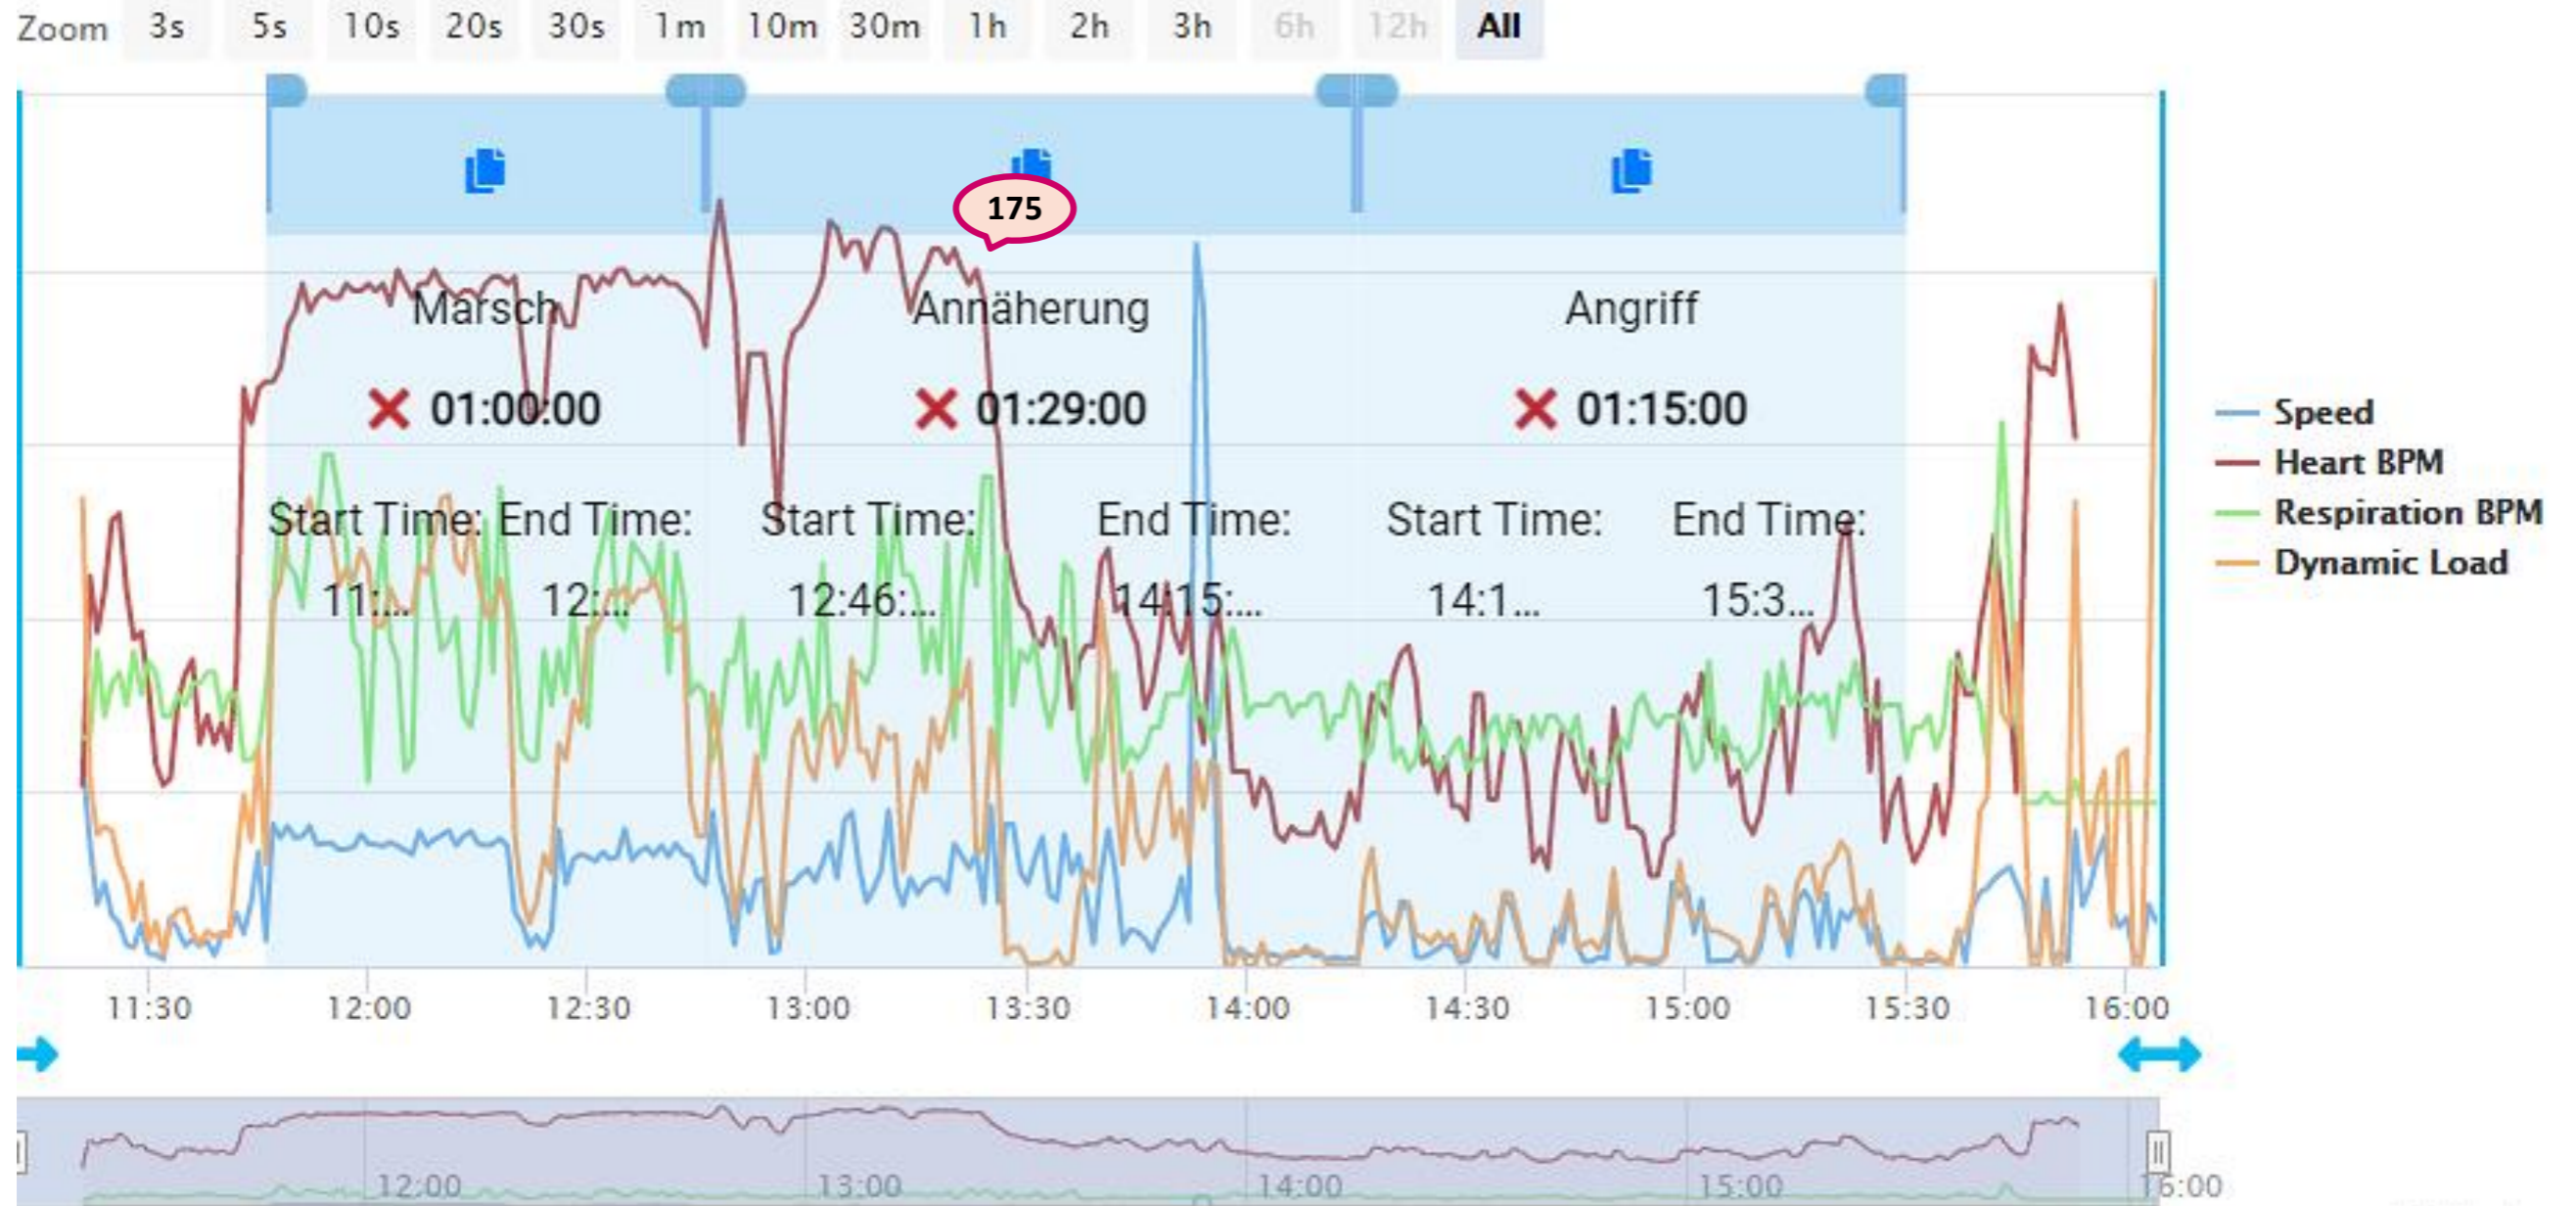 Zoom 3s 5s 10s 20s 30s 1m 10m 30m 1h 2h 3h 6h 12h All
175
Marsch Annäherung Angriff
01:00:00 01:29:00 01:15:00
Start Time: End Time: Start Time: End Time: Start Time: End Time:
11:... 12:... 12:46:... 14:15:... 14:1... 15:3...
Speed
Heart BPM
Respiration BPM
Dynamic Load
11:30 12:00 12:30 13:00 13:30 14:00 14:30 15:00 15:30 16:00
12:00 13:00 14:00 15:00 16:00